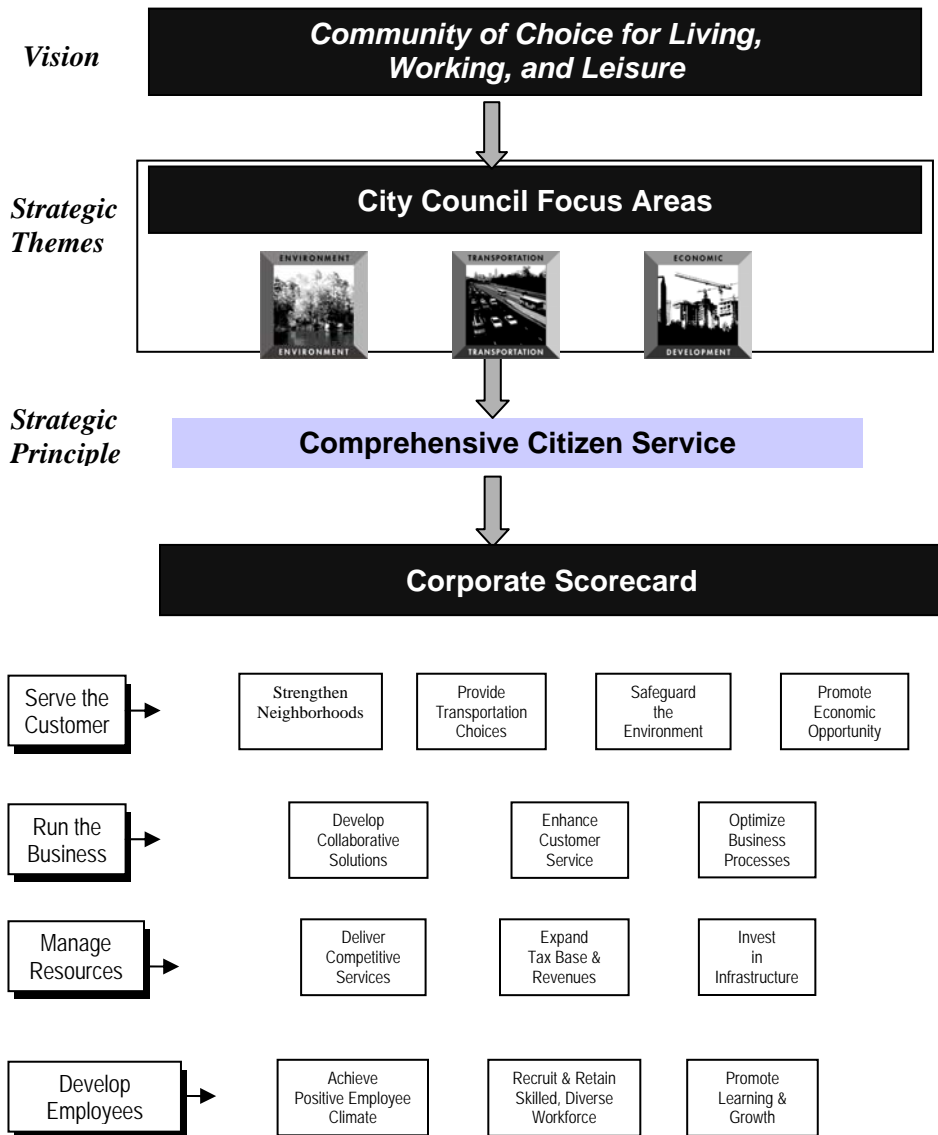 Vision
Community of Choice for Living,
Working, and Leisure
Strategic
Themes
City Council Focus Areas
ENVIRONMENT
ENVIRONMENT
TRANSPORTATION
TRANSPORTATION
ECONOMIC
DEVELOPMENT
Strategic
Principle
Comprehensive Citizen Service
Corporate Scorecard
Serve the
Customer
Strengthen
Neighborhoods
Provide
Transportation
Choices
Safeguard
the
Environment
Promote
Economic
Opportunity
Run the
Business
Develop
Collaborative
Solutions
Enhance
Customer
Service
Optimize
Business
Processes
Manage
Resources
Deliver
Competitive
Services
Expand
Tax Base &
Revenues
Invest
in
Infrastructure
Develop
Employees
Achieve
Positive Employee
Climate
Recruit & Retain
Skilled, Diverse
Workforce
Promote
Learning &
Growth